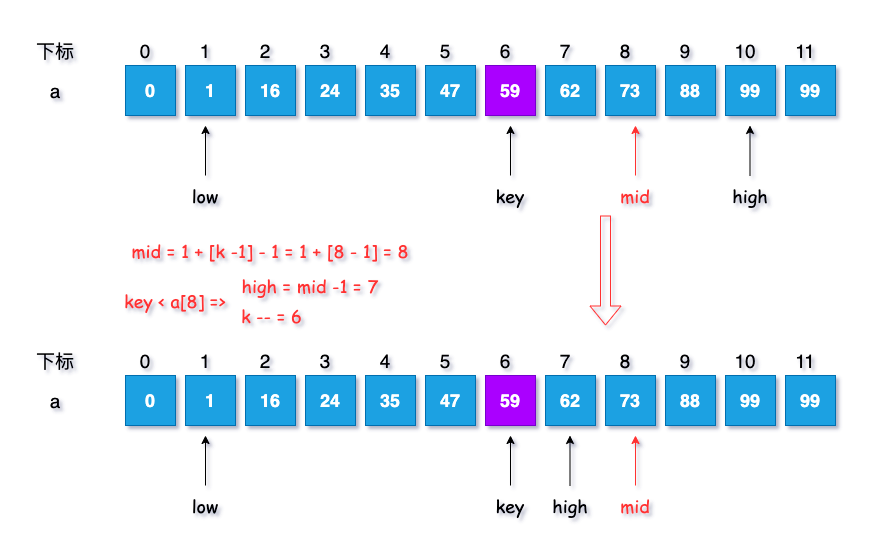 下标 0 1 2 3 4 5 6 7 8 9 10 11
a 0 1 16 24 35 47 59 62 73 88 99 99
low key mid high
mid = 1 + [k -1] - 1 = 1 + [8 - 1] = 8
high = mid -1 = 7
key < a[8] =>
k -- = 6
下标 0 1 2 3 4 5 6 7 8 9 10 11
a 0 1 16 24 35 47 59 62 73 88 99 99
low key high mid